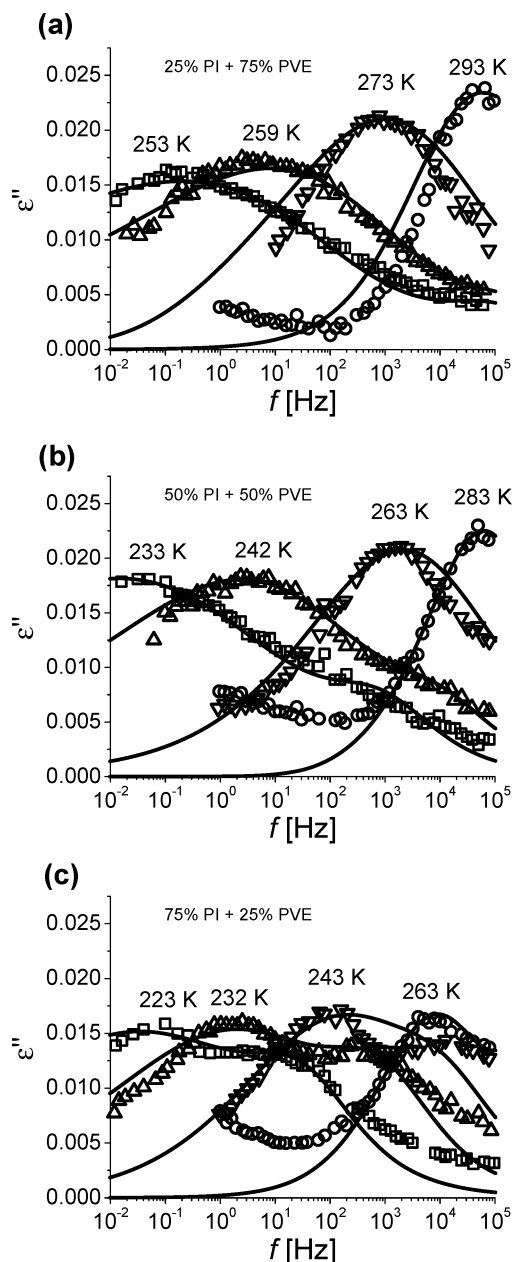 (a)
25% PI + 75% PVE
293 K
273 K
259 K
253 K
0.025
0.020
0.015
0.010
0.005
0.000
ε"
10⁻² 10⁻¹ 10⁰ 10¹ 10² 10³ 10⁴ 10⁵
f [Hz]
(b)
50% PI + 50% PVE
283 K
263 K
233 K
242 K
0.025
0.020
0.015
0.010
0.005
0.000
ε"
10⁻² 10⁻¹ 10⁰ 10¹ 10² 10³ 10⁴ 10⁵
f [Hz]
(c)
75% PI + 25% PVE
223 K
232 K
243 K
263 K
0.025
0.020
0.015
0.010
0.005
0.000
ε"
10⁻² 10⁻¹ 10⁰ 10¹ 10² 10³ 10⁴ 10⁵
f [Hz]